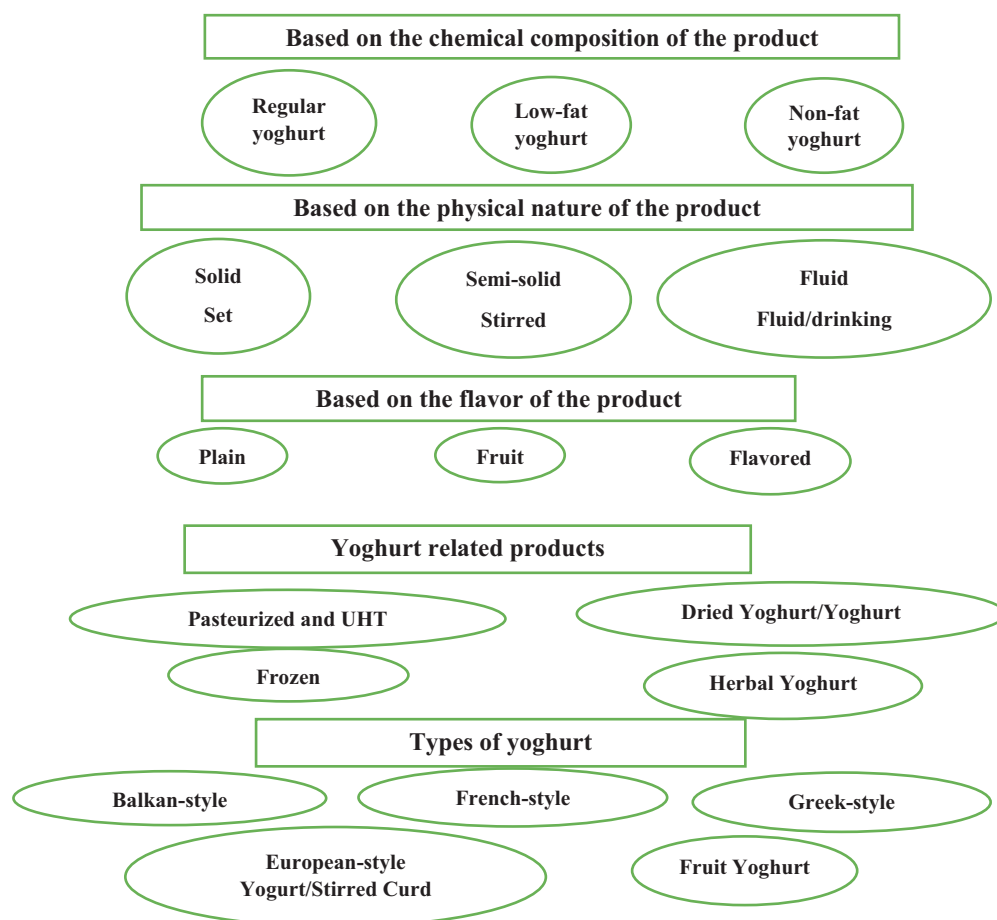 Based on the chemical composition of the product
Regular
yoghurt
Low-fat
yoghurt
Non-fat
yoghurt
Based on the physical nature of the product
Solid
Set
Semi-solid
Stirred
Fluid
Fluid/drinking
Based on the flavor of the product
Plain
Fruit
Flavored
Yoghurt related products
Pasteurized and UHT
Dried Yoghurt/Yoghurt
Frozen
Herbal Yoghurt
Types of yoghurt
Balkan-style
French-style
Greek-style
European-style
Yogurt/Stirred Curd
Fruit Yoghurt